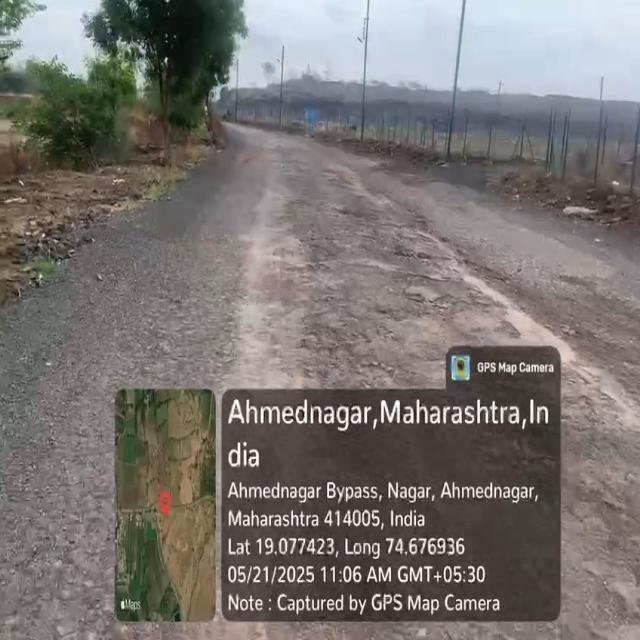 GPS Map Camera
Ahmednagar,Maharashtra,In
dia
Ahmednagar Bypass, Nagar, Ahmednagar,
Maharashtra 414005, India
Lat 19.077423, Long 74.676936
05/21/2025 11:06 AM GMT+05:30
Note : Captured by GPS Map Camera
Maps